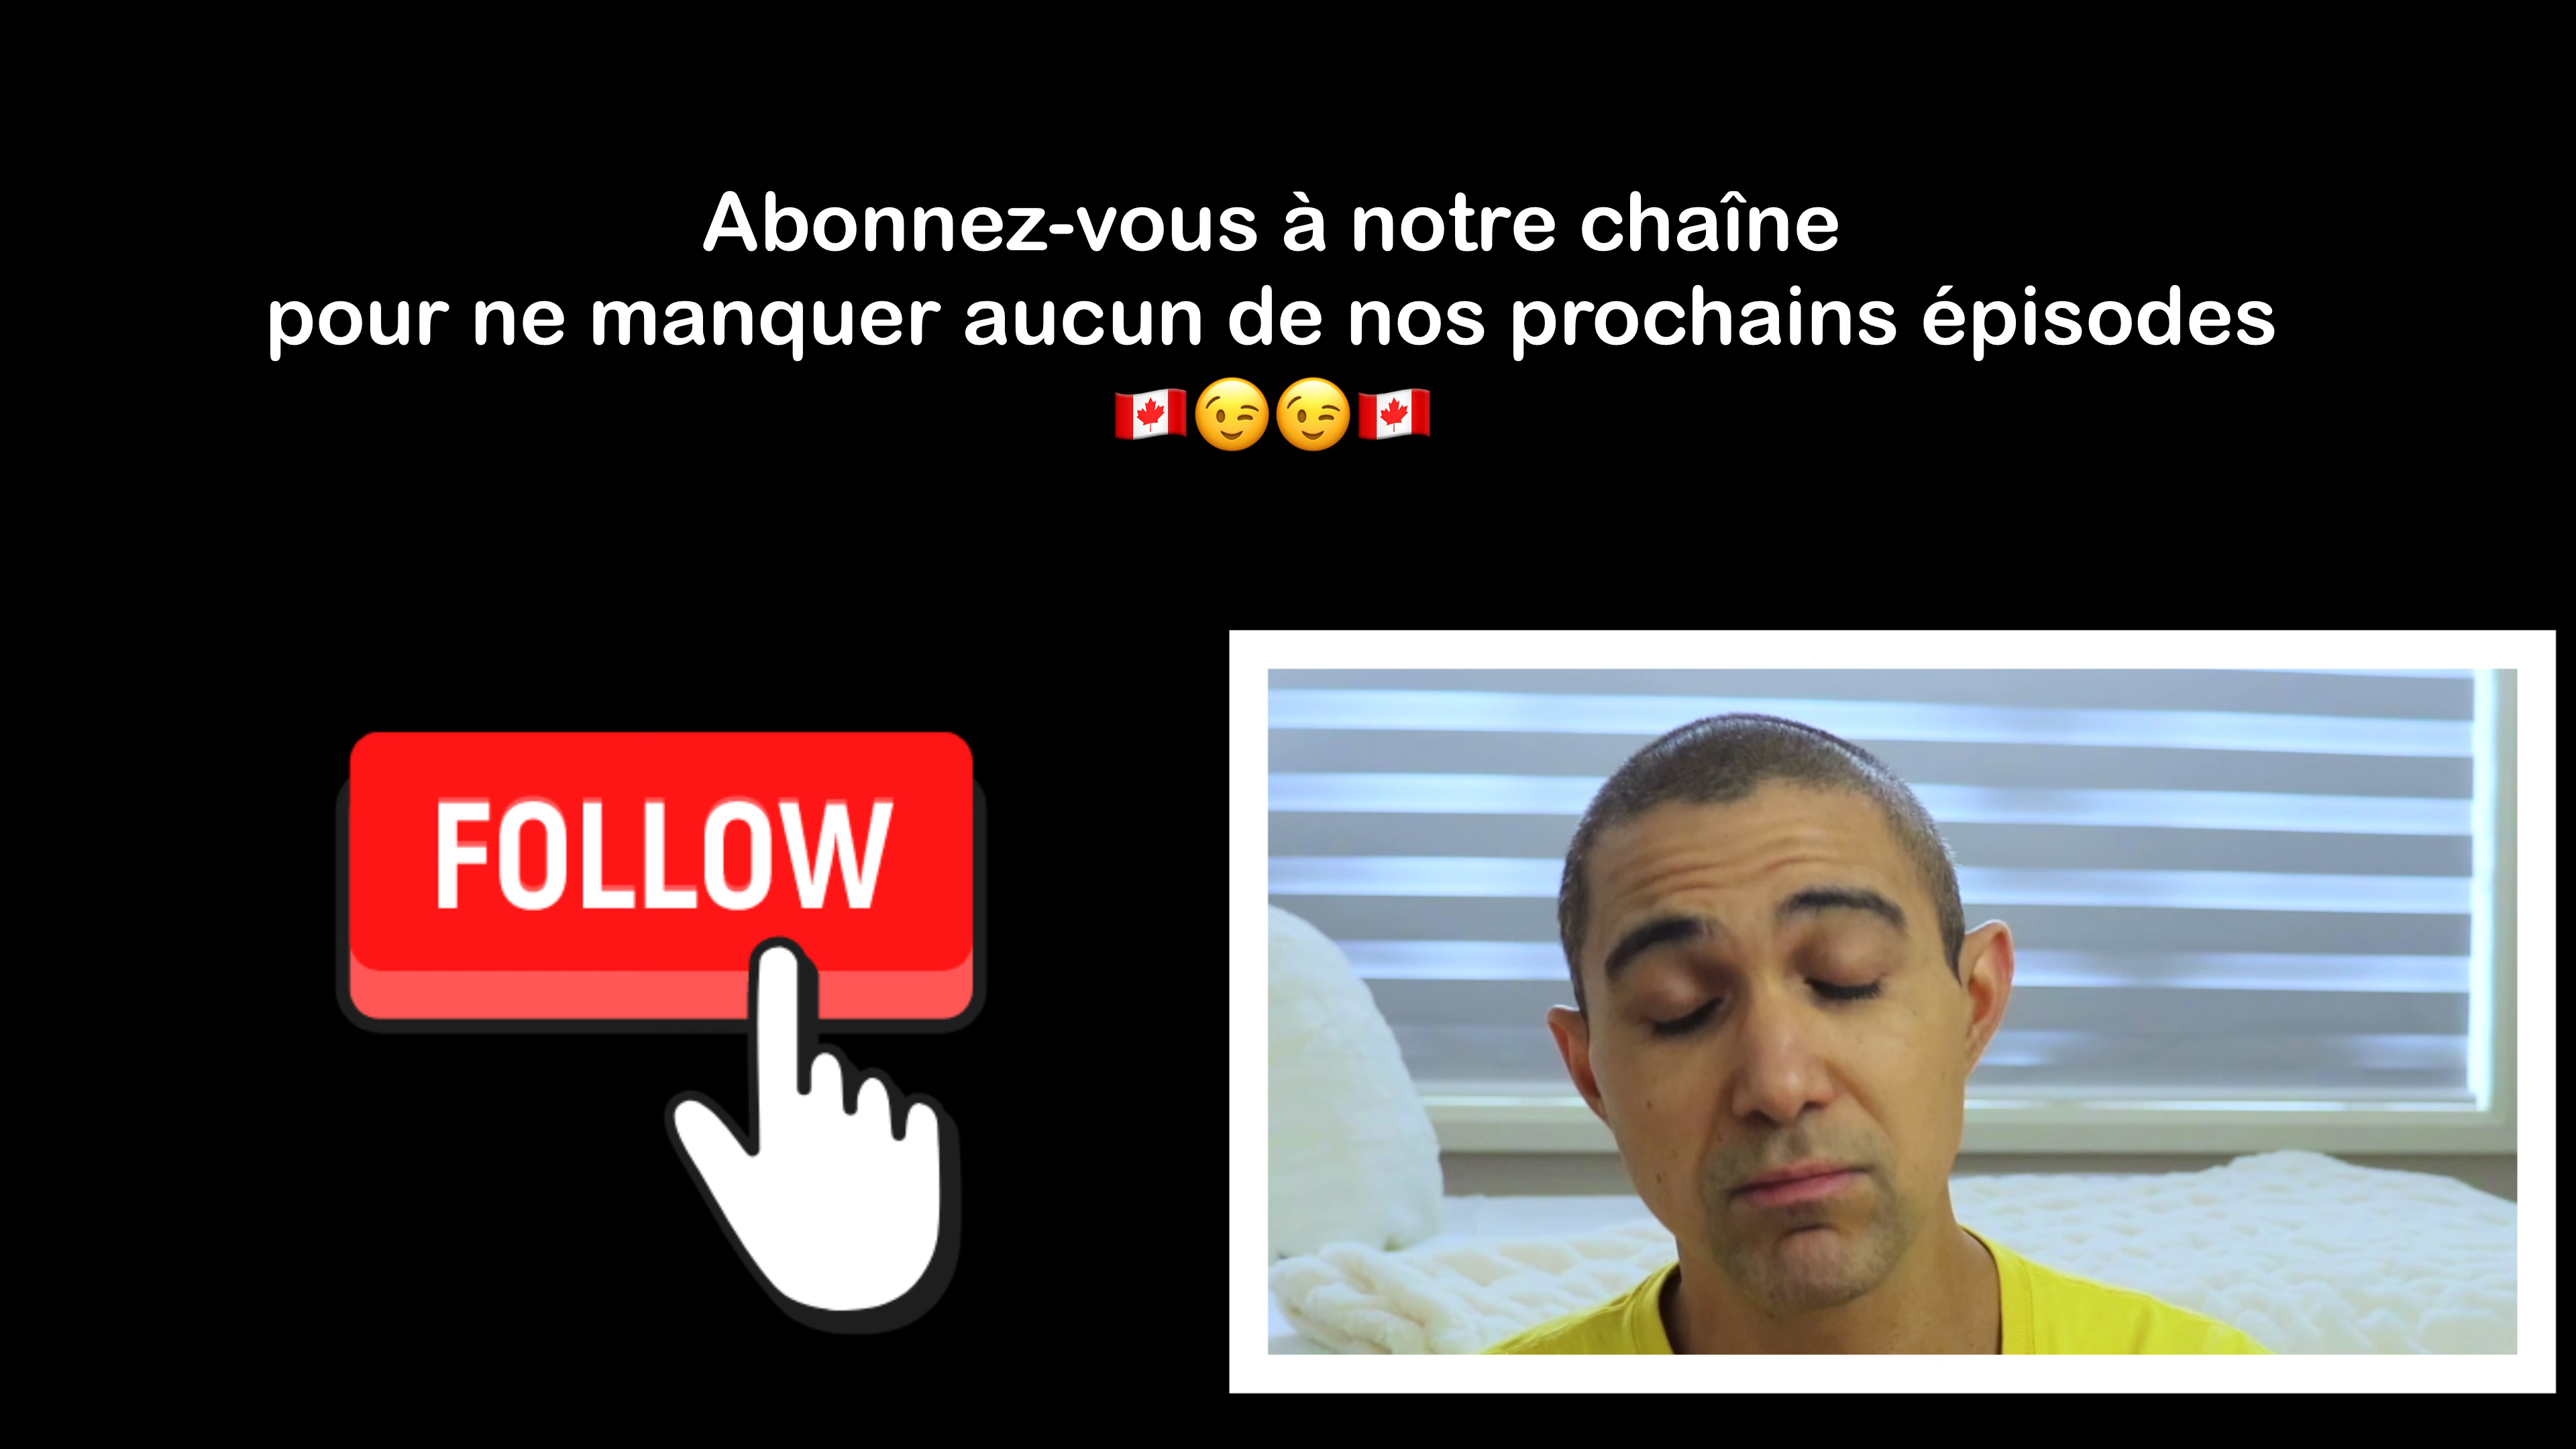 Abonnez-vous à notre chaîne
pour ne manquer aucun de nos prochains épisodes
🇨🇦😉😉🇨🇦
FOLLOW